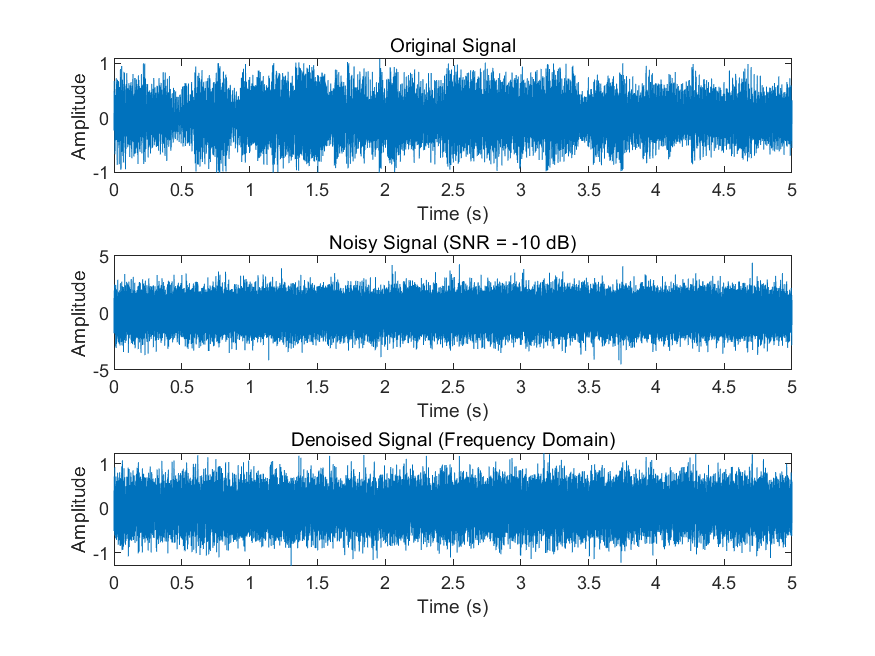 Original Signal
1
0
-1
Amplitude
0 0.5 1 1.5 2 2.5 3 3.5 4 4.5 5
Time (s)
Noisy Signal (SNR = -10 dB)
5
0
-5
Amplitude
0 0.5 1 1.5 2 2.5 3 3.5 4 4.5 5
Time (s)
Denoised Signal (Frequency Domain)
1
0
-1
Amplitude
0 0.5 1 1.5 2 2.5 3 3.5 4 4.5 5
Time (s)